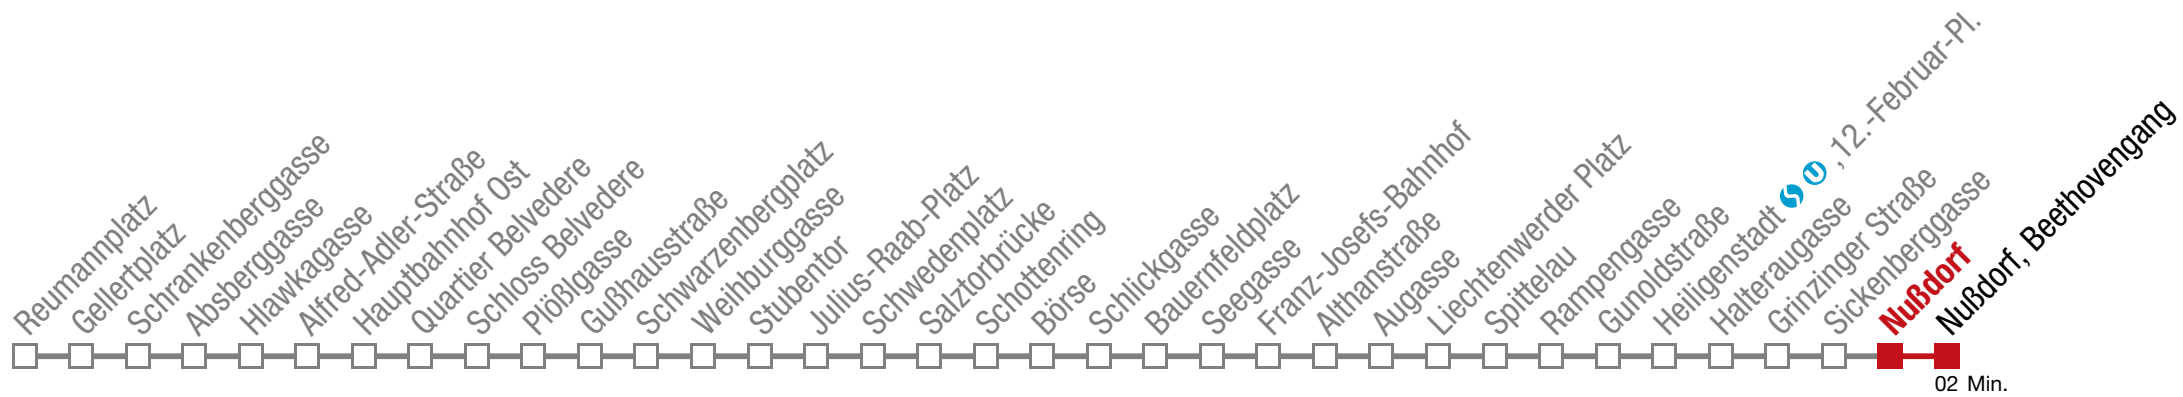 Reumannplatz
Gellertplatz
Schrankenberggasse
Absberggasse
Hlawkagasse
Alfred-Adler-Straße
Hauptbahnhof Ost
Quartier Belvedere
Schloss Belvedere
Plößlgasse
Gußhausstraße
Schwarzenbergplatz
Weihburggasse
Stubentor
Julius-Raab-Platz
Schwedenplatz
Salztorbrücke
Schottenring
Börse
Schlickgasse
Bauernfeldplatz
Seegasse
Franz-Josefs-Bahnhof
Althanstraße
Augasse
Liechtenwerder Platz
Spittelau
Rampengasse
Gunoldstraße
Heiligenstadt S U ,12.-Februar-Pl.
Halteraugasse
Grinzinger Straße
Sickenberggasse
Nußdorf
Nußdorf, Beethovengang
02 Min.